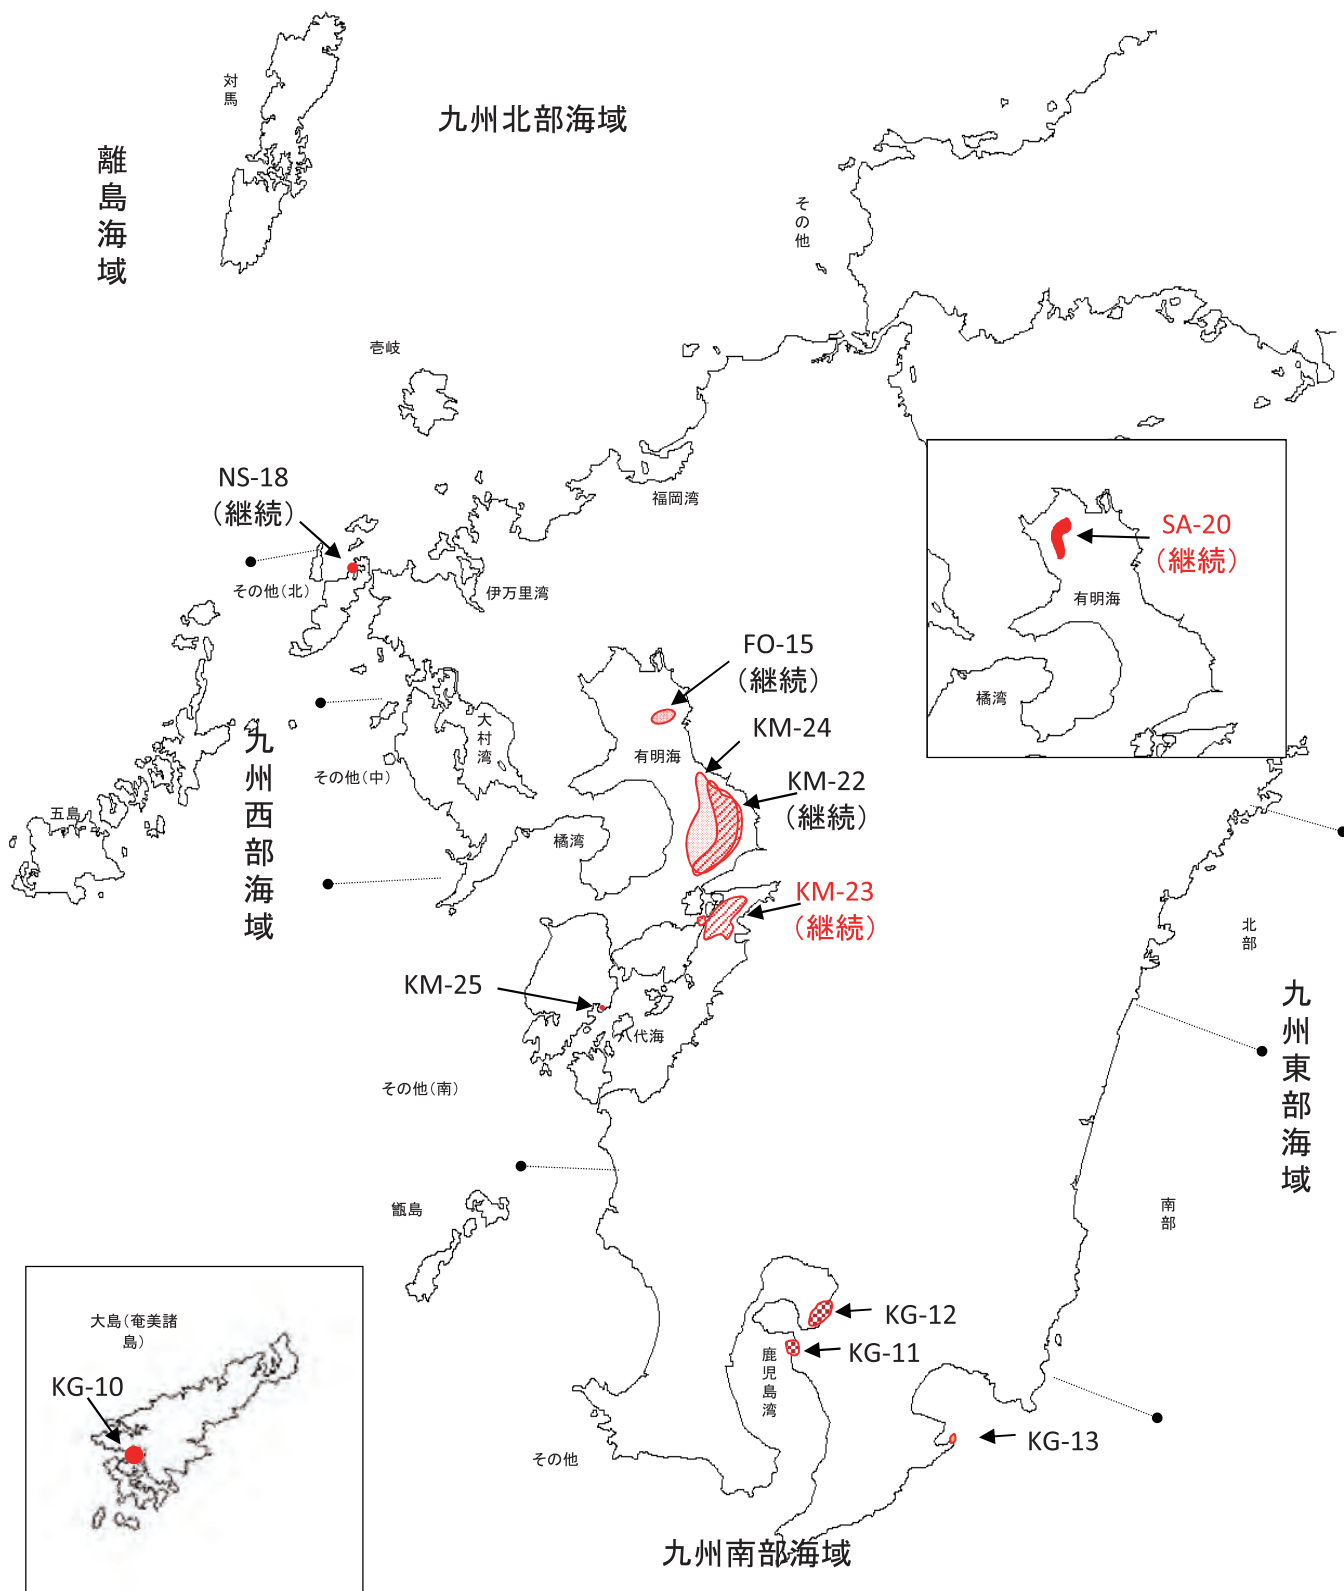 対馬
九州北部海域
離島海域
その他
壱岐
NS-18
（継続）
福岡湾
その他（北）
伊万里湾
SA-20
（継続）
有明海
橘湾
FO-15
（継続）
KM-24
有明海
大村湾
九州西部海域
その他（中）
KM-22
（継続）
五島
橘湾
KM-23
（継続）
北部
KM-25
八代海
九州東部海域
その他（南）
甑島
南部
大島（奄美諸
島）
KG-10
KG-12
KG-11
鹿児島湾
KG-13
その他
九州南部海域